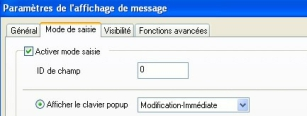 Paramètres de l'affichage de message
Général Mode de saisie Visibilité Fonctions avancées
Activer mode saisie
ID de champ 0
Afficher le clavier popup Modification-Immédiate